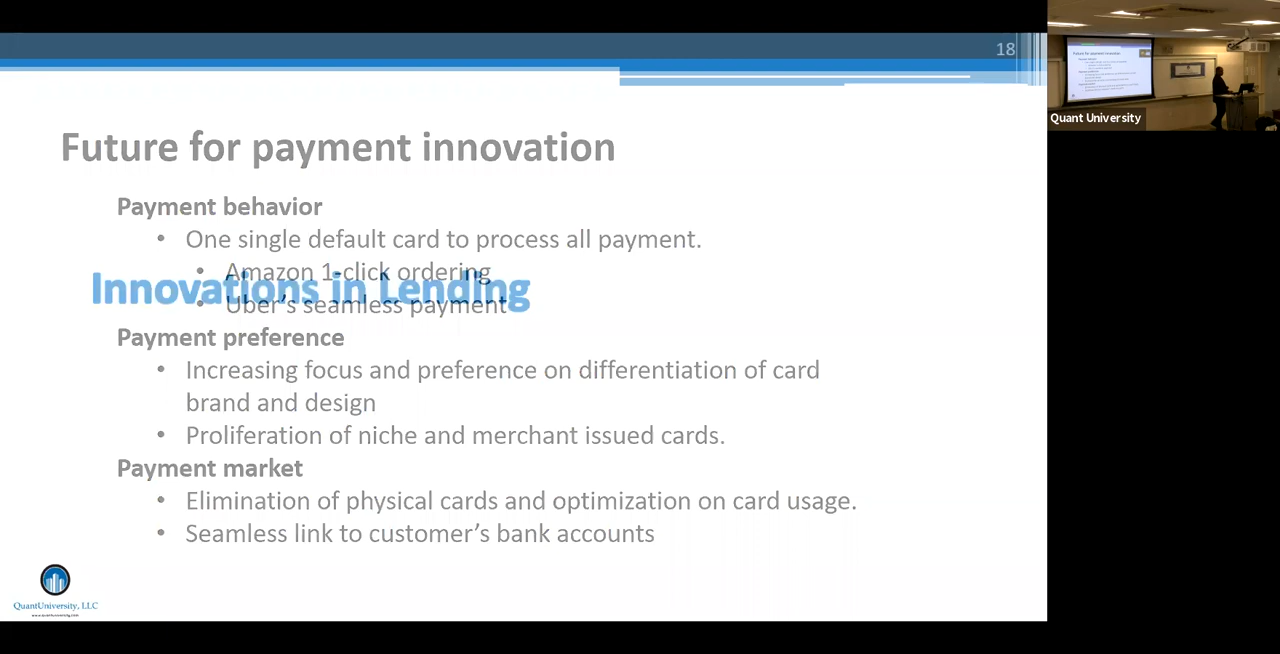 18
Quant University
Future for payment innovation
Payment behavior
• One single default card to process all payment.
• Amazon 1-click ordering
Innovations in Lending
• Uber's seamless payment
Payment preference
• Increasing focus and preference on differentiation of card
brand and design
• Proliferation of niche and merchant issued cards.
Payment market
• Elimination of physical cards and optimization on card usage.
• Seamless link to customer's bank accounts
QuantUniversity, LLC